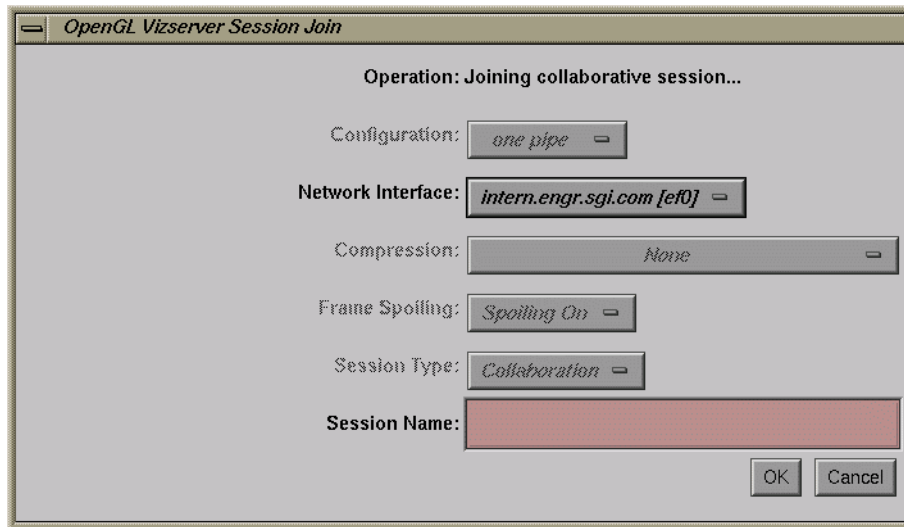 OpenGL Vizserver Session Join
Operation: Joining collaborative session...
Configuration: one pipe
Network Interface: intern.engr.sgi.com [ef0]
Compression: None
Frame Spoiling: Spoiling On
Session Type: Collaboration
Session Name:
OK Cancel